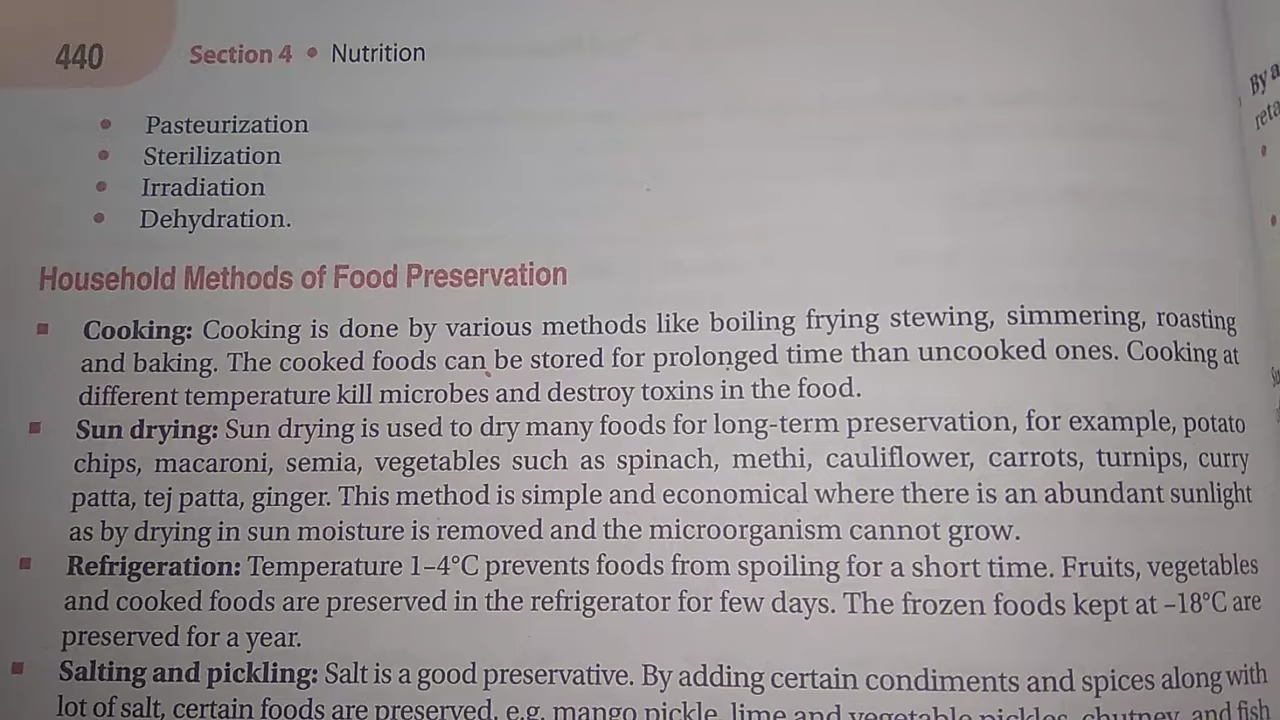 440 Section 4 • Nutrition
• Pasteurization
• Sterilization
• Irradiation
• Dehydration.
Household Methods of Food Preservation
▪ Cooking: Cooking is done by various methods like boiling frying stewing, simmering, roasting
and baking. The cooked foods can be stored for prolonged time than uncooked ones. Cooking at
different temperature kill microbes and destroy toxins in the food.
▪ Sun drying: Sun drying is used to dry many foods for long-term preservation, for example, potato
chips, macaroni, semia, vegetables such as spinach, methi, cauliflower, carrots, turnips, curry
patta, tej patta, ginger. This method is simple and economical where there is an abundant sunlight
as by drying in sun moisture is removed and the microorganism cannot grow.
▪ Refrigeration: Temperature 1–4°C prevents foods from spoiling for a short time. Fruits, vegetables
and cooked foods are preserved in the refrigerator for few days. The frozen foods kept at –18°C are
preserved for a year.
▪ Salting and pickling: Salt is a good preservative. By adding certain condiments and spices along with
lot of salt, certain foods are preserved, e.g. mango pickle, lime and vegetable pickles, chutney, and fish
By a
reta